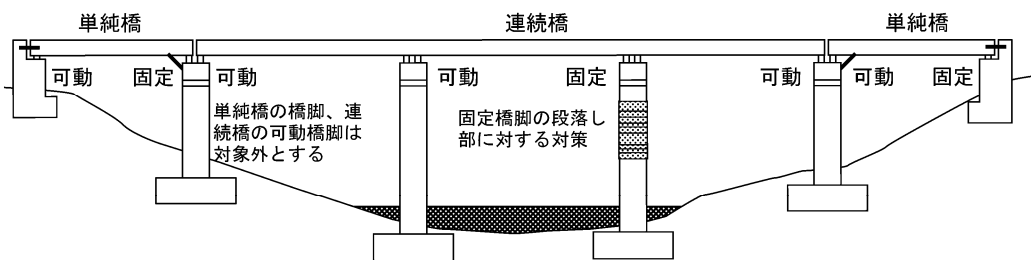 単純橋
連続橋
単純橋
可動
固定
可動
可動
固定
可動
可動
固定
単純橋の橋脚、連
続橋の可動橋脚は
対象外とする
固定橋脚の段落し
部に対する対策